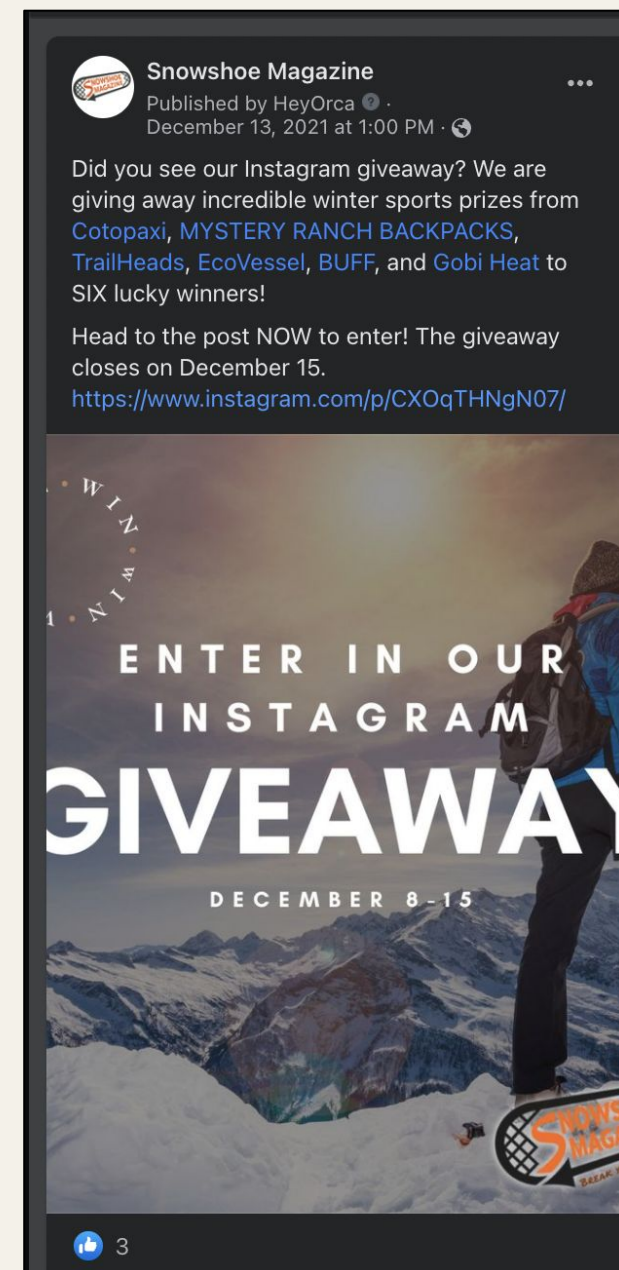 Snowshoe Magazine
Published by HeyOrca ·
December 13, 2021 at 1:00 PM ·
Did you see our Instagram giveaway? We are
giving away incredible winter sports prizes from
Cotopaxi, MYSTERY RANCH BACKPACKS,
TrailHeads, EcoVessel, BUFF, and Gobi Heat to
SIX lucky winners!
Head to the post NOW to enter! The giveaway
closes on December 15.
https://www.instagram.com/p/CXOqTHNgN07/
WIN · WIN
ENTER IN OUR
INSTAGRAM
GIVEAWAY
DECEMBER 8-15
BREAK
3